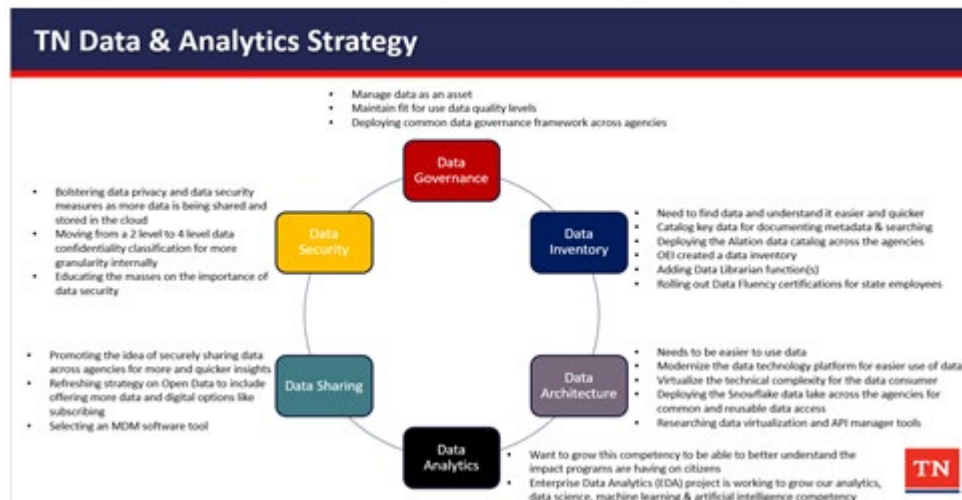 TN Data & Analytics Strategy
• Manage data as an asset
• Maintain fit for use data quality levels
• Deploying common data governance framework across agencies
Data
Governance
• Bolstering data privacy and data security
measures as more data is being shared and
stored in the cloud
• Moving from a 2 level to 4 level data
confidentiality classification for more
granularity internally
• Educating the masses on the importance of
data security
Data
Security
Data
Inventory
• Need to find data and understand it easier and quicker
• Catalog key data for documenting metadata & searching
• Deploying the Alation data catalog across the agencies
• OEI created a data inventory
• Adding Data Librarian function(s)
• Rolling out Data Fluency certifications for state employees
• Promoting the idea of securely sharing data
across agencies for more and quicker insights
• Refreshing strategy on Open Data to include
offering more data and digital options like
subscribing
• Selecting an MDM software tool
Data Sharing
Data
Architecture
• Needs to be easier to use data
• Modernize the data technology platform for easier use of data
• Virtualize the technical complexity for the data consumer
• Deploying the Snowflake data lake across the agencies for
common and reusable data access
• Researching data virtualization and API manager tools
Data
Analytics
• Want to grow this competency to be able to better understand the
impact programs are having on citizens
• Enterprise Data Analytics (EDA) project is working to grow our analytics,
data science, machine learning & artificial intelligence competency
TN